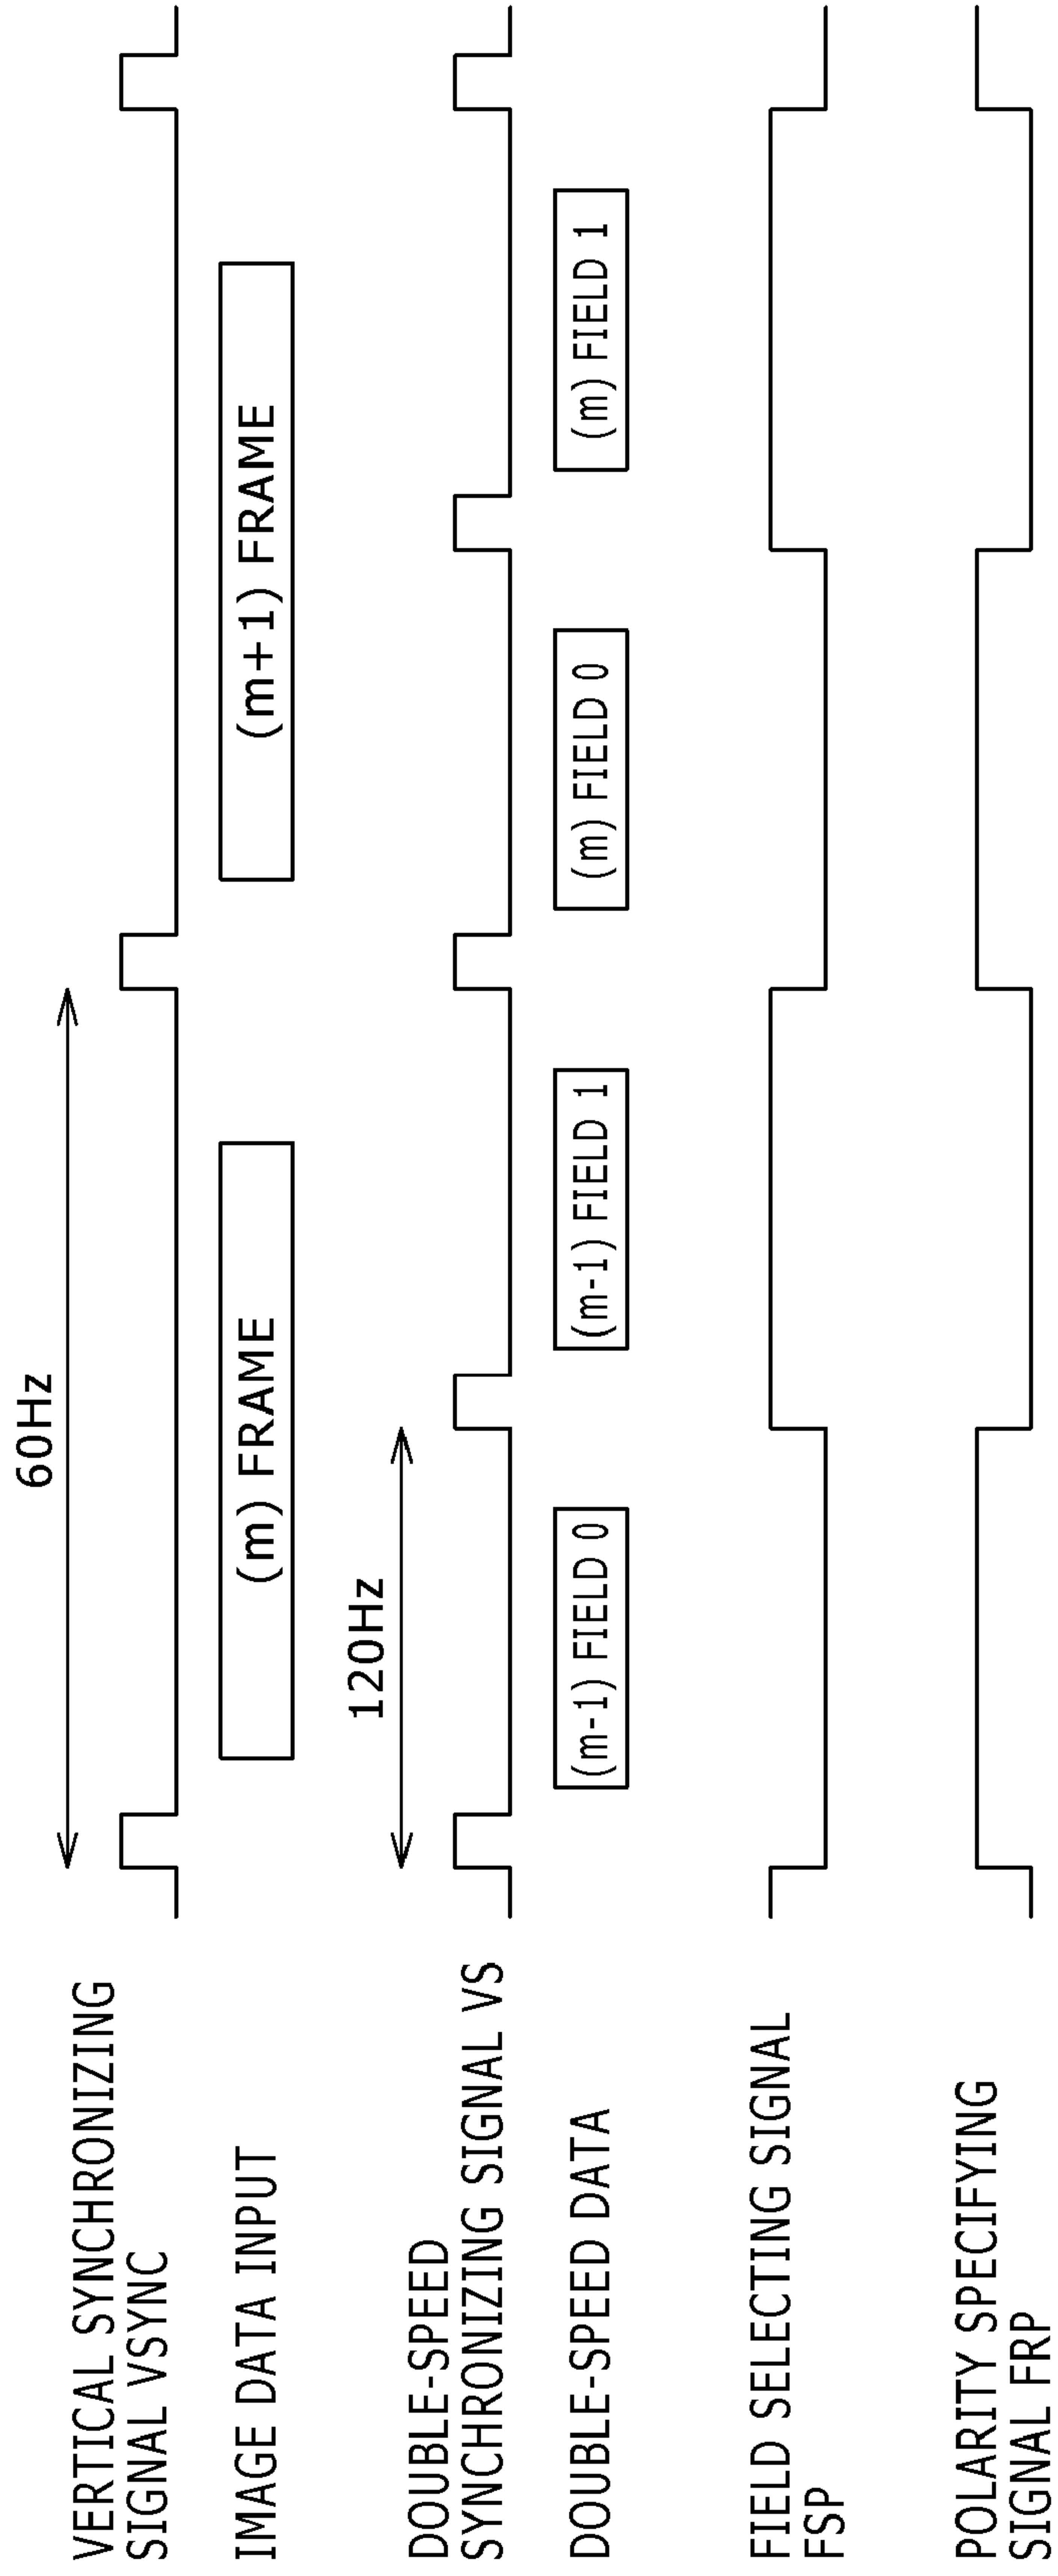 60Hz
VERTICAL SYNCHRONIZING
SIGNAL VSYNC
IMAGE DATA INPUT
(m) FRAME
(m+1) FRAME
120Hz
DOUBLE-SPEED
SYNCHRONIZING SIGNAL VS
DOUBLE-SPEED DATA
(m-1) FIELD 0
(m-1) FIELD 1
(m) FIELD 0
(m) FIELD 1
FIELD SELECTING SIGNAL
FSP
POLARITY SPECIFYING
SIGNAL FRP